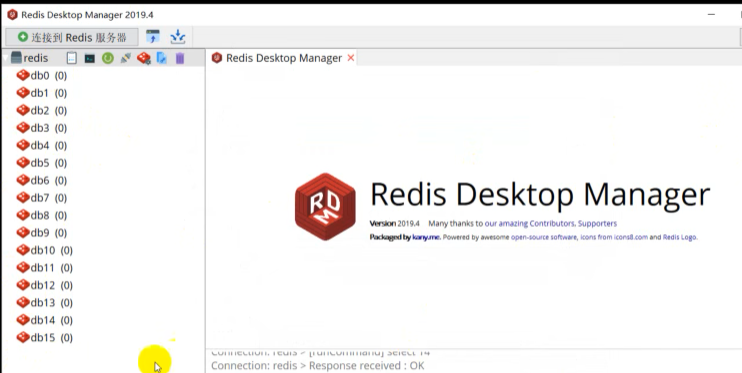 Redis Desktop Manager 2019.4
连接到 Redis 服务器
redis
Redis Desktop Manager
db0 (0)
db1 (0)
db2 (0)
db3 (0)
db4 (0)
db5 (0)
db6 (0)
db7 (0)
db8 (0)
db9 (0)
db10 (0)
db11 (0)
db12 (0)
db13 (0)
db14 (0)
db15 (0)
RDM
Redis Desktop Manager
Version 2019.4 Many thanks to our amazing Contributors, Supporters
Packaged by kany.me. Powered by awesome open-source software, icons from icons8.com and Redis Logo.
Connection: redis > [runCommand] select 14
Connection: redis > Response received : OK